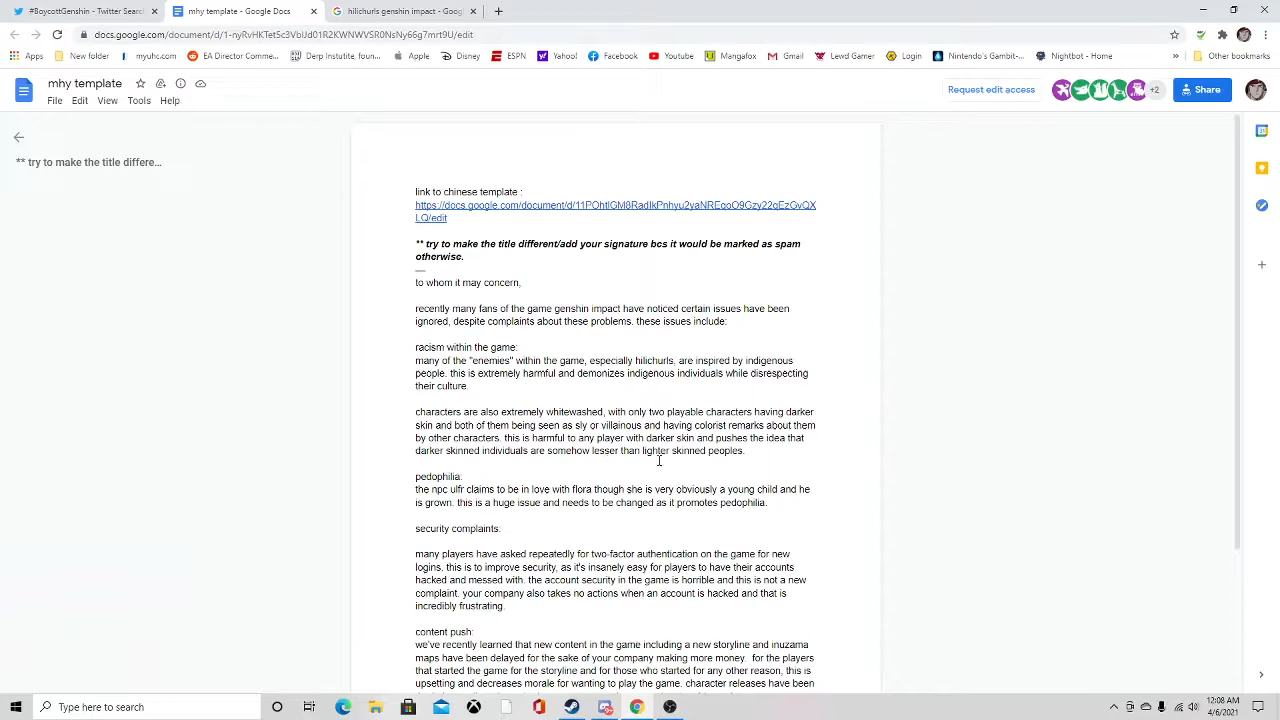 #BoycottGenshin - Twitter Search
mhy template - Google Docs
hilichurls genshin impact - Google
docs.google.com/document/d/1-nyRvHKTetSc3VbIJd01R2KWNWVSR0NsNy66g7mrt9U/edit
Apps
New folder
myuhc.com
EA Director Comme...
Derp Institute, foun...
Apple
Disney
ESPN
Yahoo!
Facebook
Youtube
Mangafox
Gmail
Lewd Gamer
Login
Nintendo's Gambit-...
Nightbot - Home
»
Other bookmarks
mhy template
File Edit View Tools Help
Request edit access
+2
Share
** try to make the title differe...
link to chinese template :
https://docs.google.com/document/d/11POhtlGM8RadIkPnhyu2yaNREqoO9Gzy22qEzGvQX
LQ/edit
** try to make the title different/add your signature bcs it would be marked as spam
otherwise.
—
to whom it may concern,
recently many fans of the game genshin impact have noticed certain issues have been
ignored, despite complaints about these problems. these issues include:
racism within the game:
many of the "enemies" within the game, especially hilichurls, are inspired by indigenous
people. this is extremely harmful and demonizes indigenous individuals while disrespecting
their culture.
characters are also extremely whitewashed, with only two playable characters having darker
skin and both of them being seen as sly or villainous and having colorist remarks about them
by other characters. this is harmful to any player with darker skin and pushes the idea that
darker skinned individuals are somehow lesser than lighter skinned peoples.
pedophilia:
the npc ulfr claims to be in love with flora though she is very obviously a young child and he
is grown. this is a huge issue and needs to be changed as it promotes pedophilia.
security complaints:
many players have asked repeatedly for two-factor authentication on the game for new
logins. this is to improve security, as it's insanely easy for players to have their accounts
hacked and messed with. the account security in the game is horrible and this is not a new
complaint. your company also takes no actions when an account is hacked and that is
incredibly frustrating.
content push:
we've recently learned that new content in the game including a new storyline and inuzama
maps have been delayed for the sake of your company making more money. for the players
that started the game for the storyline and for those who started for any other reason, this is
upsetting and decreases morale for wanting to play the game. character releases have been
Type here to search
12:08 AM
4/6/2021